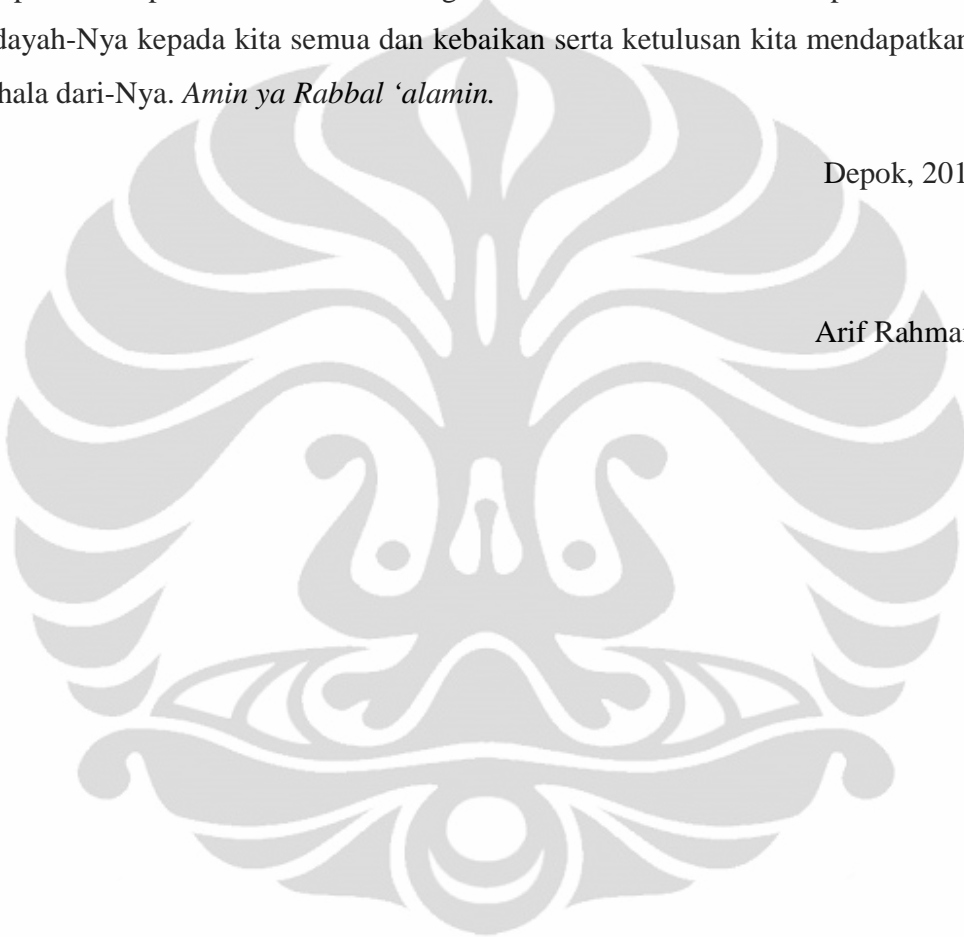 dayah-Nya kepada kita semua dan kebaikan serta ketulusan kita mendapatkan
hala dari-Nya. Amin ya Rabbal ‘alamin.
Depok, 201
Arif Rahma